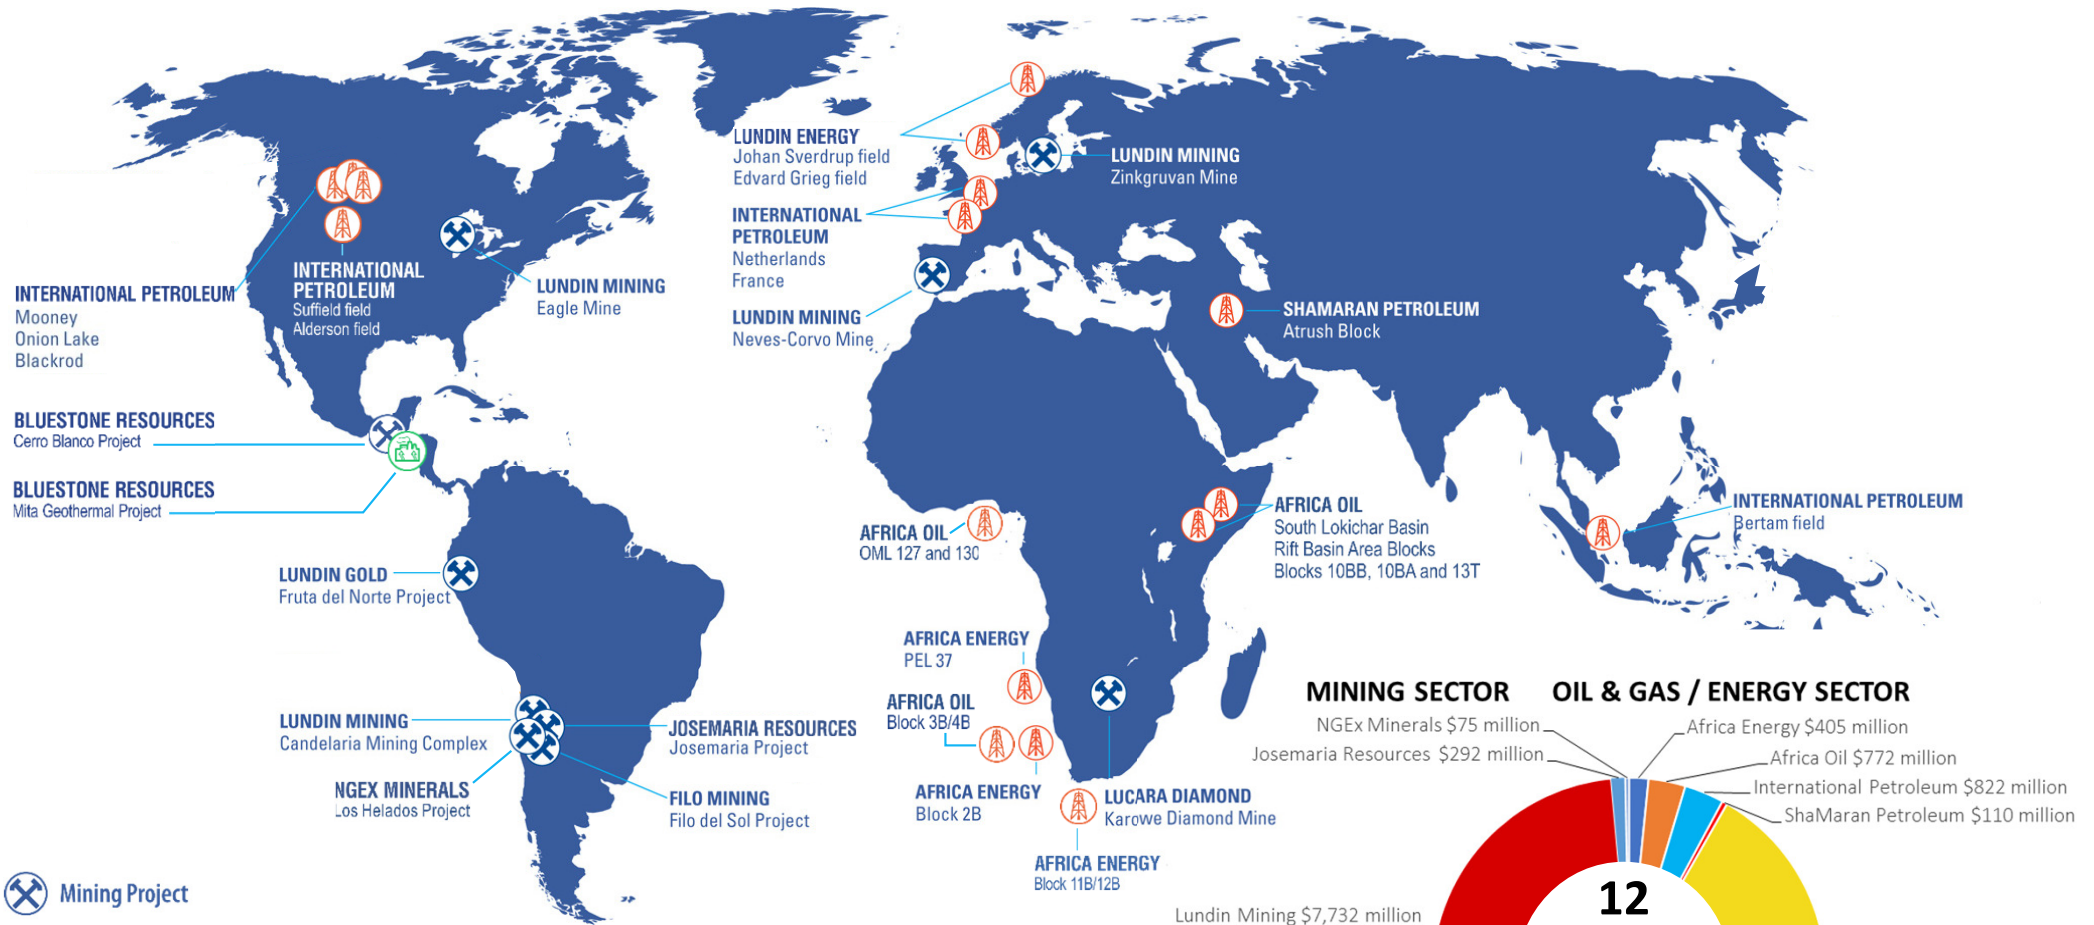 LUNDIN ENERGY
Johan Sverdrup field
Edvard Grieg field
LUNDIN MINING
Zinkgruvan Mine
INTERNATIONAL
PETROLEUM
Netherlands
France
LUNDIN MINING
Neves-Corvo Mine
INTERNATIONAL PETROLEUM
Mooney
Onion Lake
Blackrod
INTERNATIONAL
PETROLEUM
Suffield field
Alderson field
LUNDIN MINING
Eagle Mine
SHAMARAN PETROLEUM
Atrush Block
BLUESTONE RESOURCES
Cerro Blanco Project
BLUESTONE RESOURCES
Mita Geothermal Project
LUNDIN GOLD
Fruta del Norte Project
AFRICA OIL
OML 127 and 130
AFRICA OIL
South Lokichar Basin
Rift Basin Area Blocks
Blocks 10BB, 10BA and 13T
INTERNATIONAL PETROLEUM
Bertam field
AFRICA ENERGY
PEL 37
AFRICA OIL
Block 3B/4B
AFRICA ENERGY
Block 2B
LUCARA DIAMOND
Karowe Diamond Mine
AFRICA ENERGY
Block 11B/12B
LUNDIN MINING
Candelaria Mining Complex
JOSEMARIA RESOURCES
Josemaria Project
NGEX MINERALS
Los Helados Project
FILO MINING
Filo del Sol Project
Mining Project
MINING SECTOR OIL & GAS / ENERGY SECTOR
NGEx Minerals $75 million
Josemaria Resources $292 million
Africa Energy $405 million
Africa Oil $772 million
International Petroleum $822 million
ShaMaran Petroleum $110 million
12
Lundin Mining $7,732 million